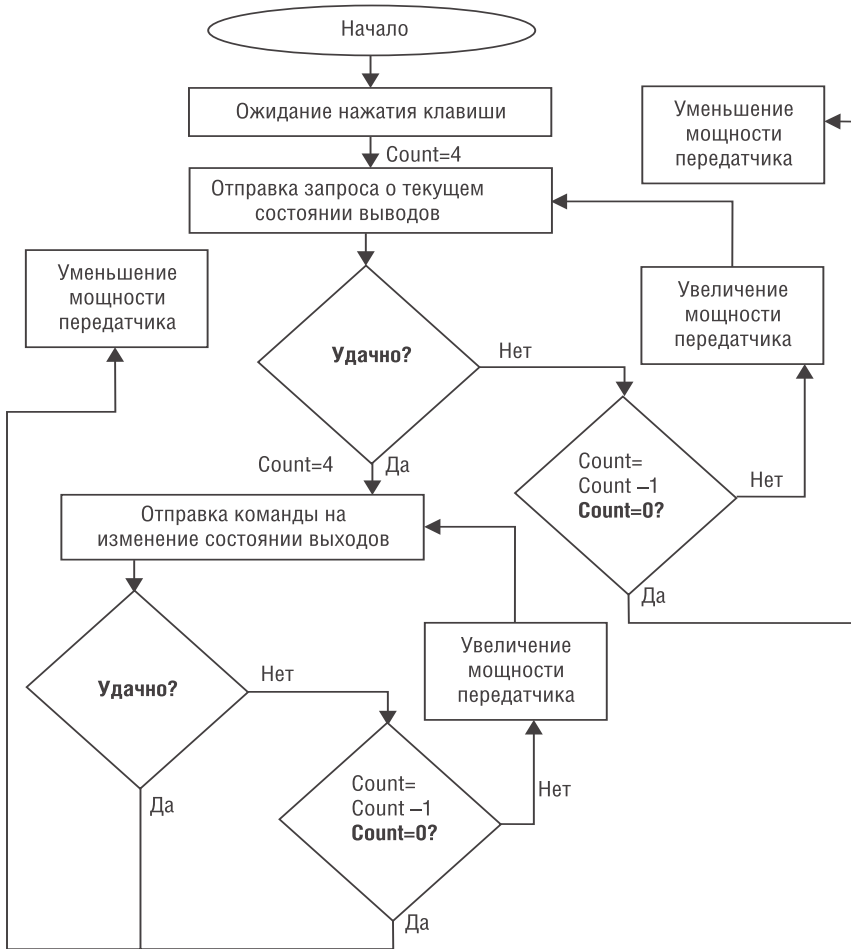 Начало
Ожидание нажатия клавиши
Count=4
Отправка запроса о текущем
состоянии выводов
Уменьшение
мощности
передатчика
Уменьшение
мощности
передатчика
Увеличение
мощности
передатчика
Удачно?
Нет
Count=
Count –1
Count=0?
Нет
Да
Count=4
Да
Отправка команды на
изменение состоянии выходов
Увеличение
мощности
передатчика
Удачно?
Нет
Да
Count=
Count –1
Count=0?
Нет
Да